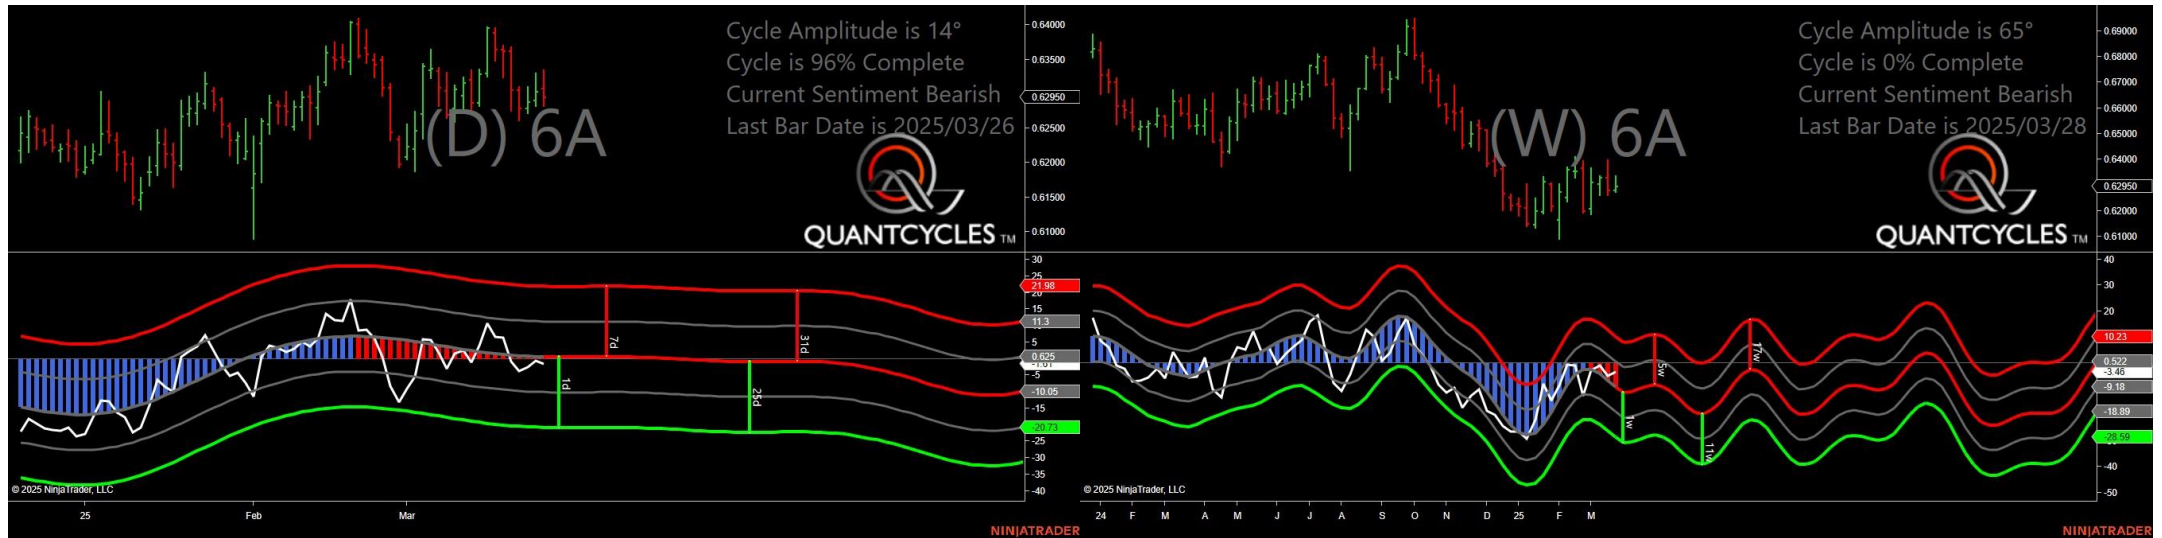 Cycle Amplitude is 14°
Cycle is 96% Complete
Current Sentiment Bearish
Last Bar Date is 2025/03/26
(D) 6A
QUANTCYCLES TM
0.64000
0.63500
0.62950
0.62500
0.62000
0.61500
0.61000
30
25
21.98
20
15
11.3
5
0.625
-1.61
-5
-10.05
-15
-20.73
-25
-30
-35
-40
7d
31d
1d
25d
© 2025 NinjaTrader, LLC
25 Feb Mar
NINJATRADER
Cycle Amplitude is 65°
Cycle is 0% Complete
Current Sentiment Bearish
Last Bar Date is 2025/03/28
(W) 6A
QUANTCYCLES TM
0.69000
0.68000
0.67000
0.66000
0.65000
0.64000
0.62950
0.62000
0.61000
40
30
20
10.23
0.522
-3.46
-9.18
-18.89
-28.59
-40
-50
5w
17w
1w
11w
© 2025 NinjaTrader, LLC
24 F M A M J J A S O N D 25 F M
NINJATRADER